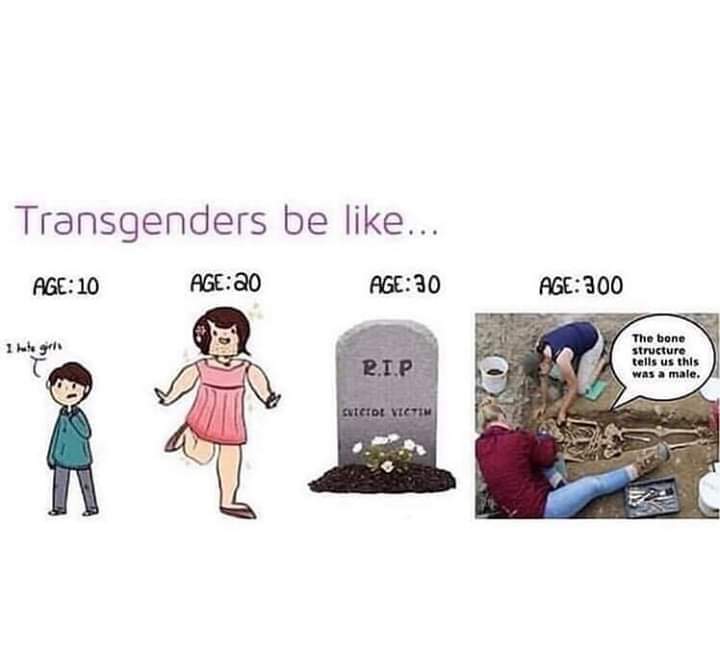 Transgenders be like...
AGE:10
AGE:20
AGE:30
AGE:300
I hate girls
R.I.P
SUICIDE VICTIM
The bone
structure
tells us this
was a male.